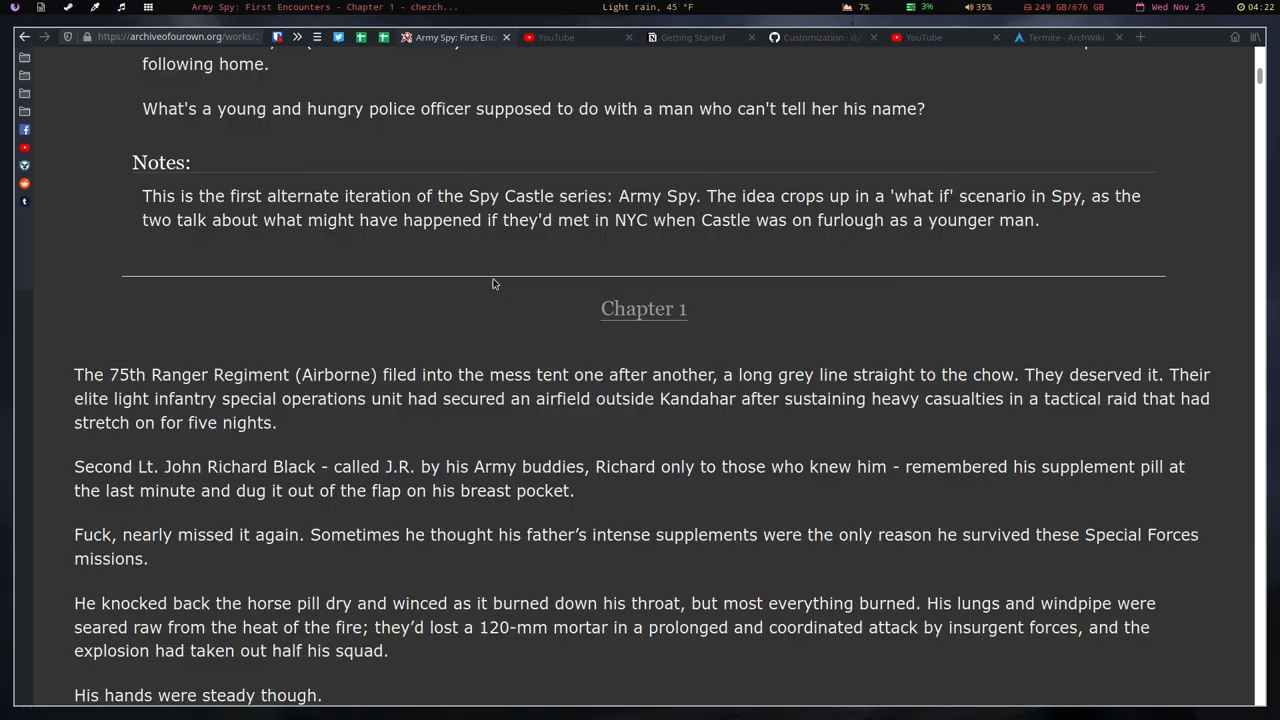 Army Spy: First Encounters - Chapter 1 - chezch...
Light rain, 45 °F
7%
3%
35%
249 GB/676 GB
Wed Nov 25
04:22
https://archiveofourown.org/works/
Army Spy: First Enc
YouTube
Getting Started
Customization · dy
YouTube
Termite - ArchWiki
following home.
What's a young and hungry police officer supposed to do with a man who can't tell her his name?
Notes:
This is the first alternate iteration of the Spy Castle series: Army Spy. The idea crops up in a 'what if' scenario in Spy, as the
two talk about what might have happened if they'd met in NYC when Castle was on furlough as a younger man.
Chapter 1
The 75th Ranger Regiment (Airborne) filed into the mess tent one after another, a long grey line straight to the chow. They deserved it. Their
elite light infantry special operations unit had secured an airfield outside Kandahar after sustaining heavy casualties in a tactical raid that had
stretch on for five nights.
Second Lt. John Richard Black - called J.R. by his Army buddies, Richard only to those who knew him - remembered his supplement pill at
the last minute and dug it out of the flap on his breast pocket.
Fuck, nearly missed it again. Sometimes he thought his father’s intense supplements were the only reason he survived these Special Forces
missions.
He knocked back the horse pill dry and winced as it burned down his throat, but most everything burned. His lungs and windpipe were
seared raw from the heat of the fire; they’d lost a 120-mm mortar in a prolonged and coordinated attack by insurgent forces, and the
explosion had taken out half his squad.
His hands were steady though.